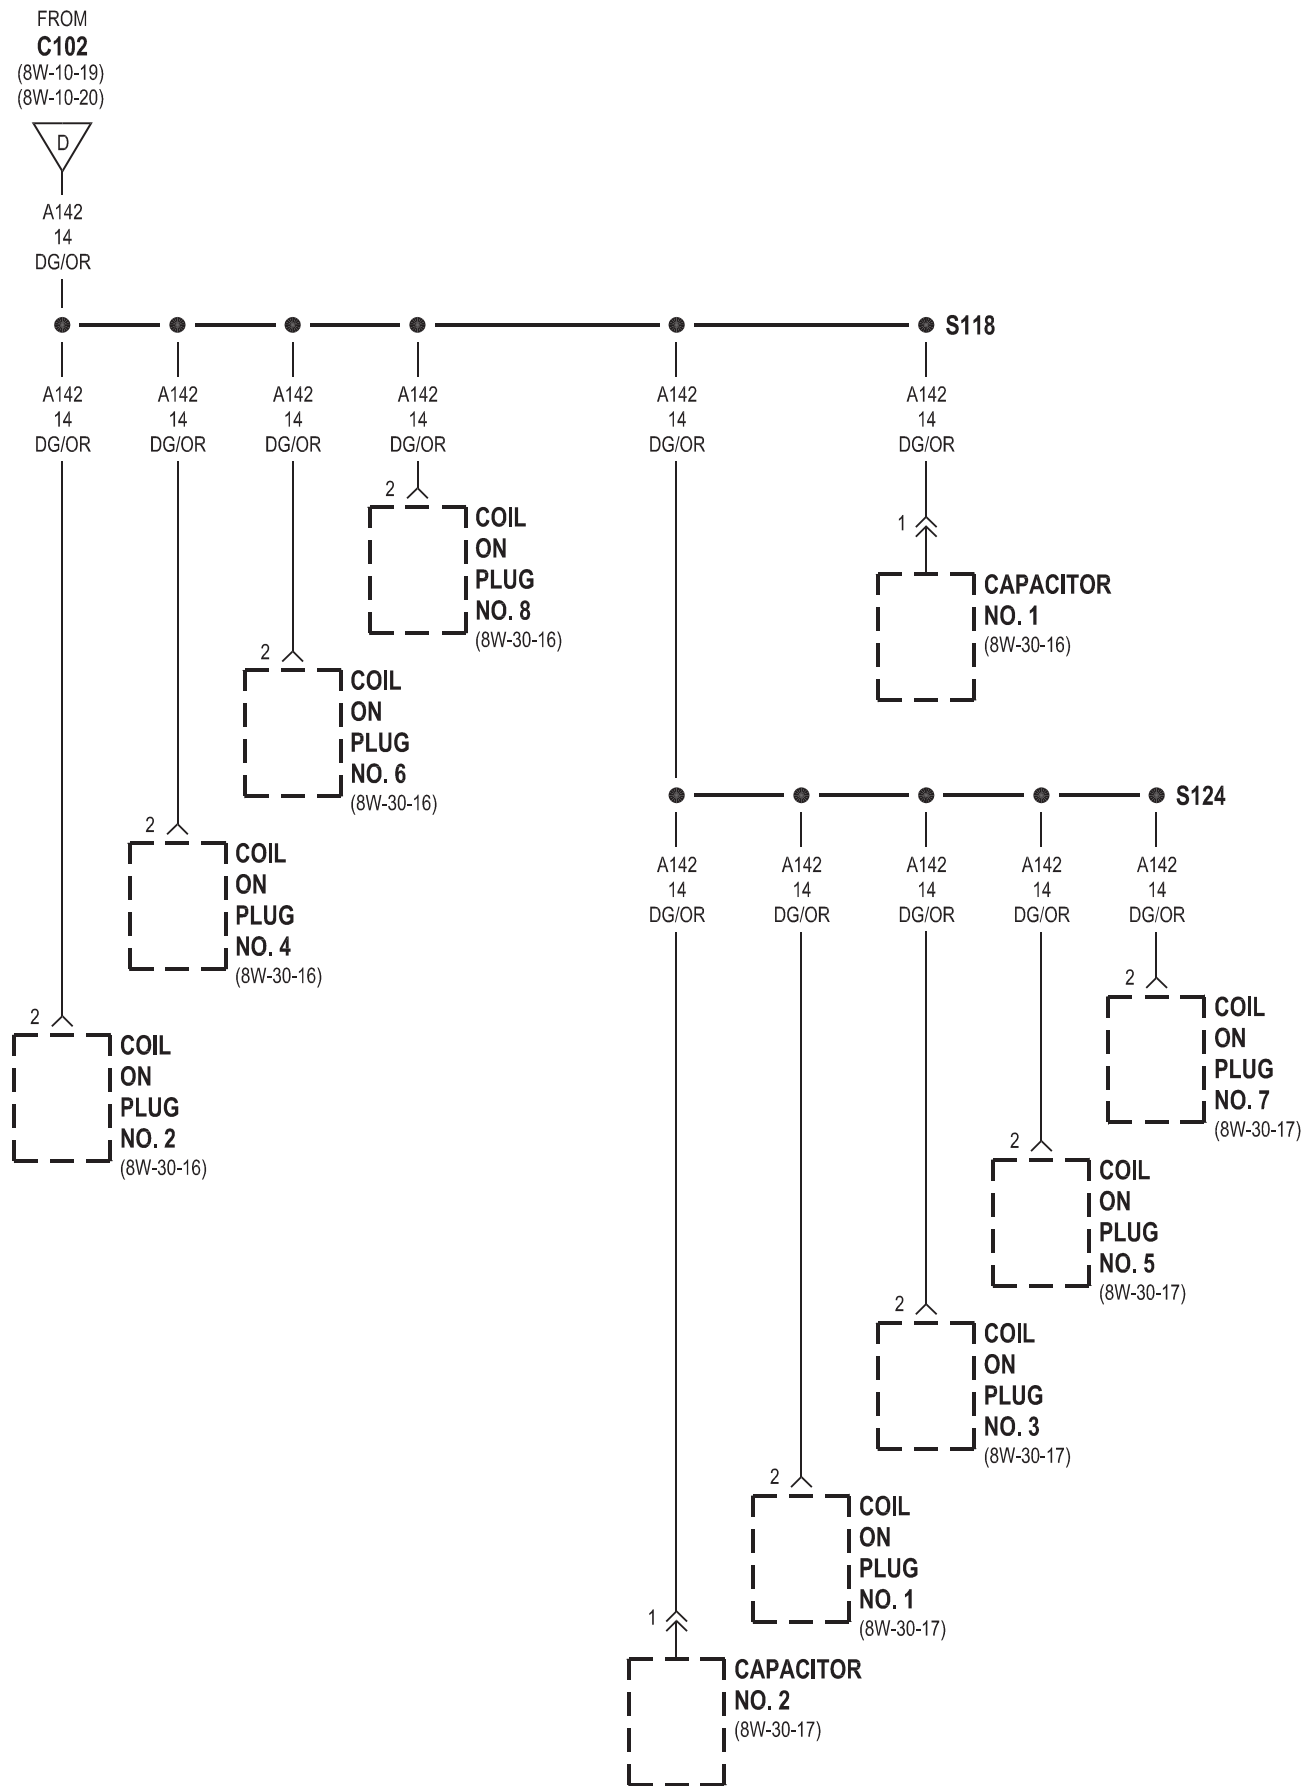 FROM
C102
(8W-10-19)
(8W-10-20)
D
A142
14
DG/OR
S118
A142
14
DG/OR
A142
14
DG/OR
A142
14
DG/OR
A142
14
DG/OR
A142
14
DG/OR
A142
14
DG/OR
2
COIL
ON
PLUG
NO. 8
(8W-30-16)
1
CAPACITOR
NO. 1
(8W-30-16)
2
COIL
ON
PLUG
NO. 6
(8W-30-16)
S124
2
COIL
ON
PLUG
NO. 4
(8W-30-16)
A142
14
DG/OR
A142
14
DG/OR
A142
14
DG/OR
A142
14
DG/OR
A142
14
DG/OR
2
COIL
ON
PLUG
NO. 2
(8W-30-16)
2
COIL
ON
PLUG
NO. 7
(8W-30-17)
2
COIL
ON
PLUG
NO. 5
(8W-30-17)
2
COIL
ON
PLUG
NO. 3
(8W-30-17)
2
COIL
ON
PLUG
NO. 1
(8W-30-17)
1
CAPACITOR
NO. 2
(8W-30-17)